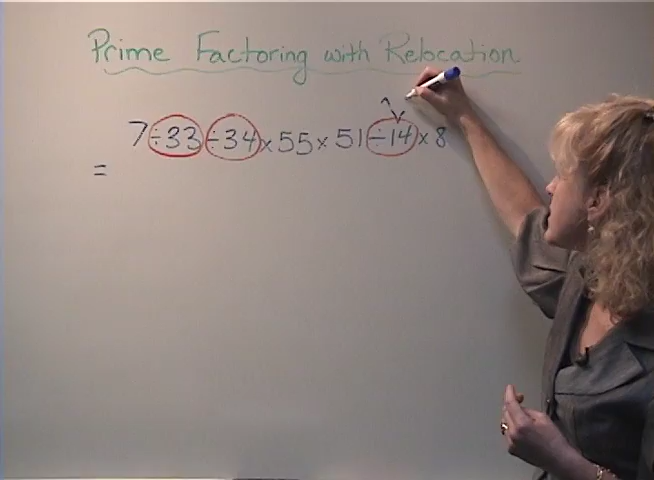 Prime Factoring with Relocation
7÷33÷34×55×51÷14×8
=